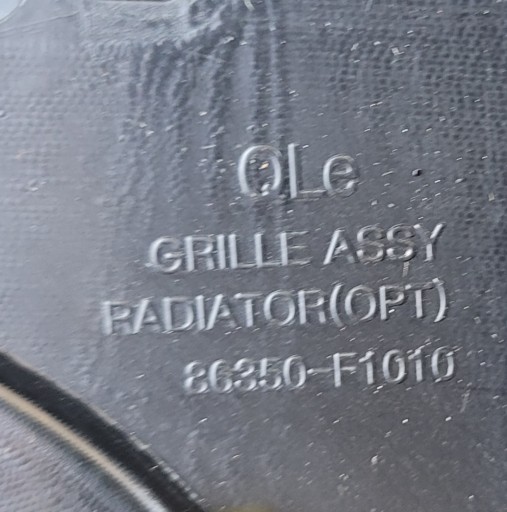 QLe
GRILLE ASSY
RADIATOR(OPT)
86350-F1010